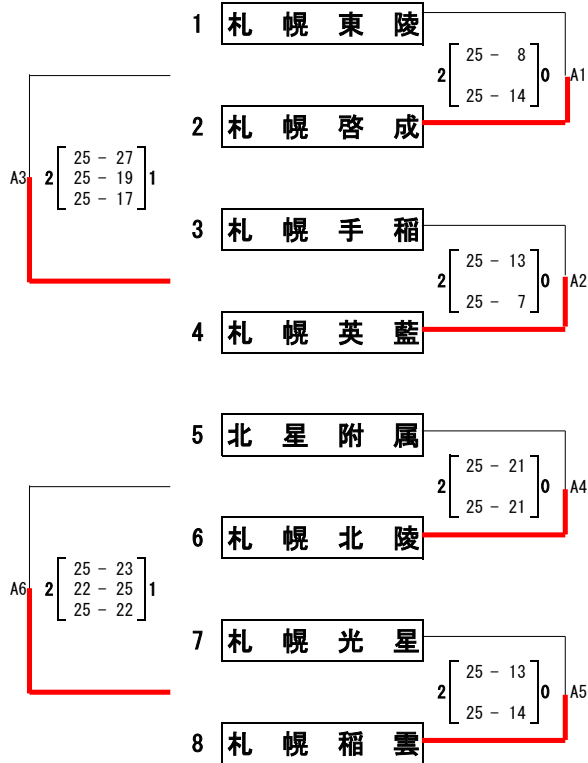 1 札幌東陵
2 [ 25 - 8
25 - 14 ] 0 A1
2 札幌啓成
A3 2 [ 25 - 27
25 - 19
25 - 17 ] 1
3 札幌手稲
2 [ 25 - 13
25 - 7 ] 0 A2
4 札幌英藍
5 北星附属
2 [ 25 - 21
25 - 21 ] 0 A4
6 札幌北陵
A6 2 [ 25 - 23
22 - 25
25 - 22 ] 1
7 札幌光星
2 [ 25 - 13
25 - 14 ] 0 A5
8 札幌稲雲